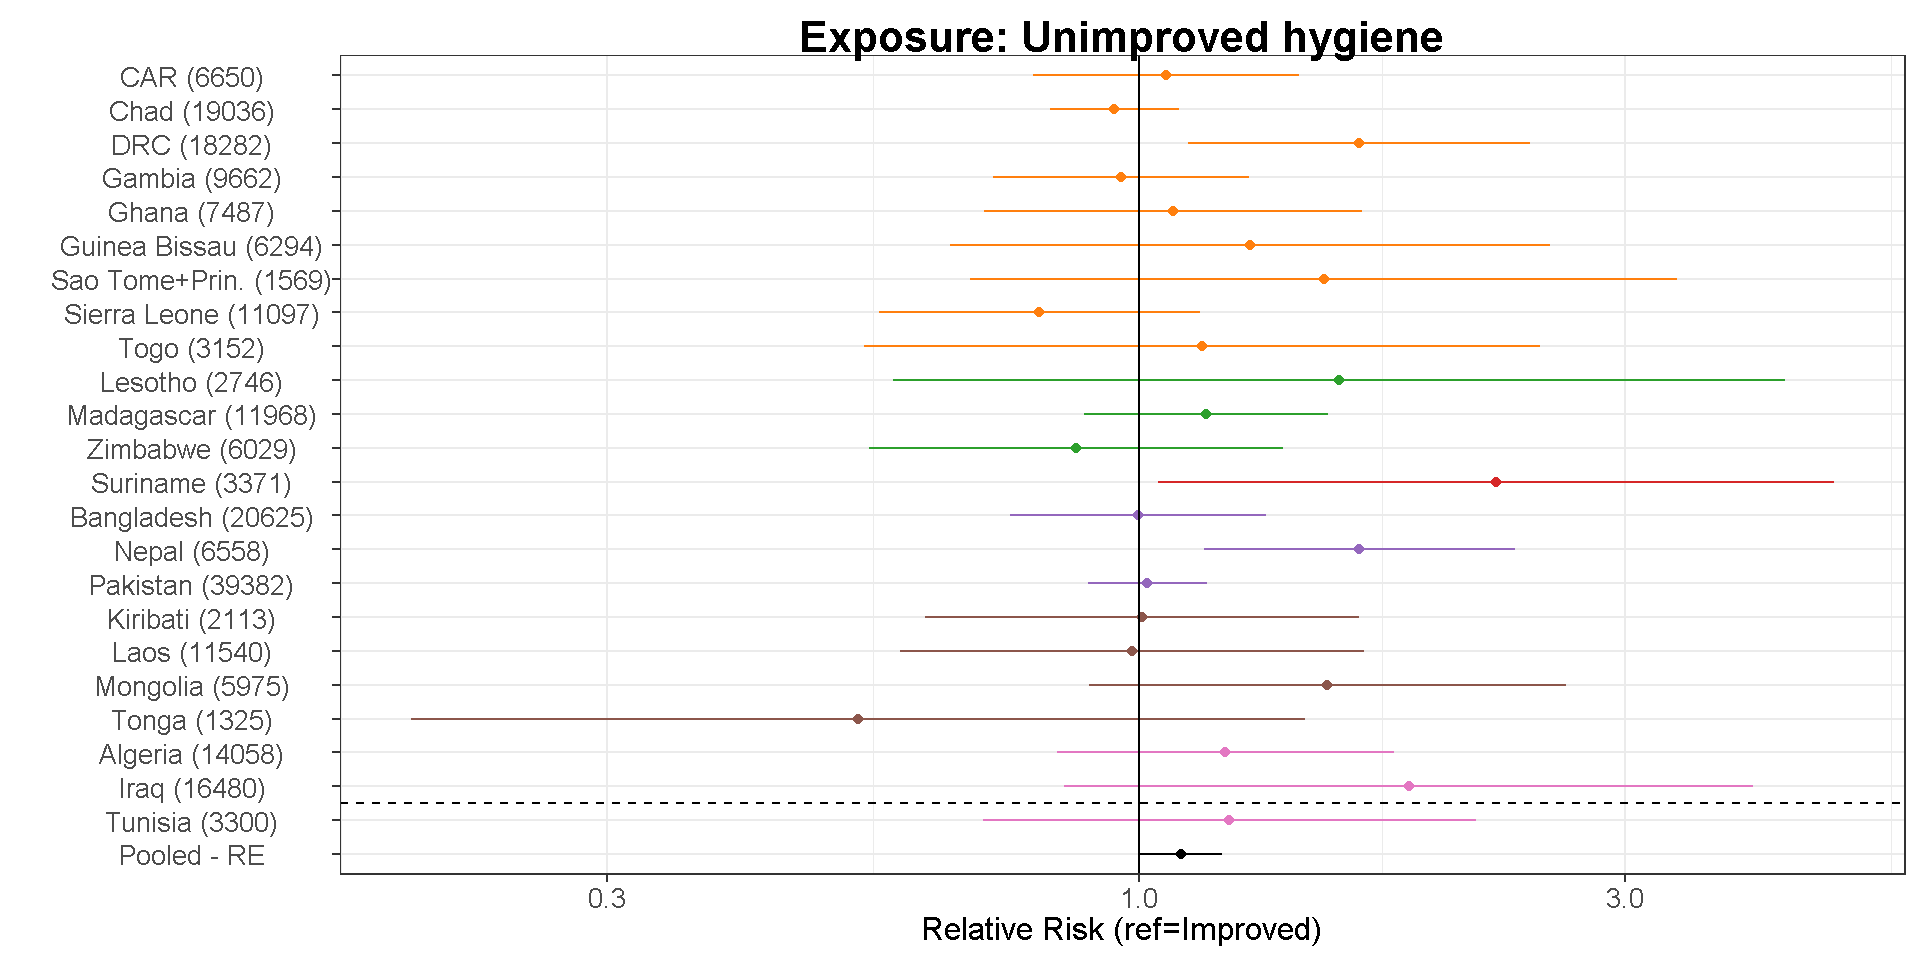 Exposure: Unimproved hygiene
CAR (6650)
Chad (19036)
DRC (18282)
Gambia (9662)
Ghana (7487)
Guinea Bissau (6294)
Sao Tome+Prin. (1569)
Sierra Leone (11097)
Togo (3152)
Lesotho (2746)
Madagascar (11968)
Zimbabwe (6029)
Suriname (3371)
Bangladesh (20625)
Nepal (6558)
Pakistan (39382)
Kiribati (2113)
Laos (11540)
Mongolia (5975)
Tonga (1325)
Algeria (14058)
Iraq (16480)
Tunisia (3300)
Pooled - RE
0.3 1.0 3.0
Relative Risk (ref=Improved)